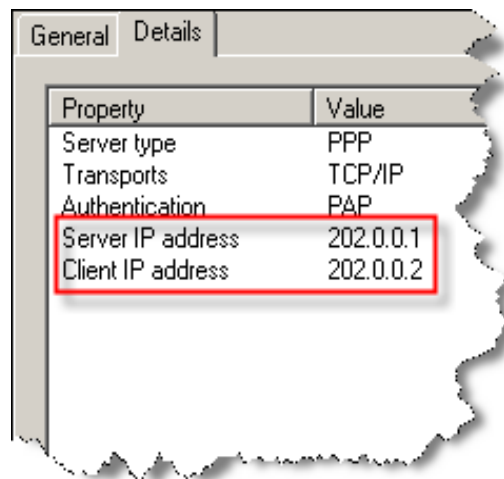 General Details
Property Value
Server type PPP
Transports TCP/IP
Authentication PAP
Server IP address 202.0.0.1
Client IP address 202.0.0.2